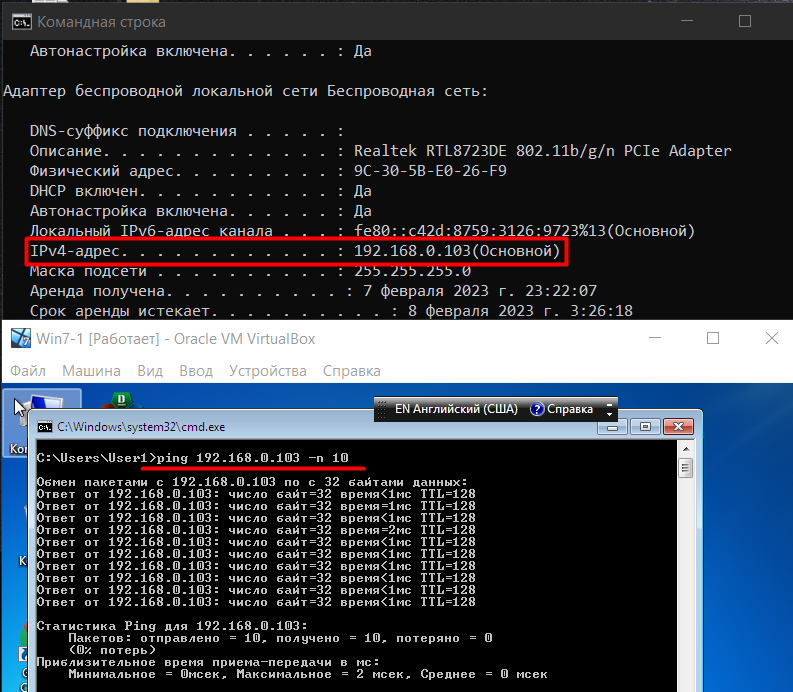 Командная строка
Автонастройка включена. . . . . . : Да
Адаптер беспроводной локальной сети Беспроводная сеть:
DNS-суффикс подключения . . . . . :
Описание. . . . . . . . . . . . . : Realtek RTL8723DE 802.11b/g/n PCIe Adapter
Физический адрес. . . . . . . . . : 9C-30-5B-E0-26-F9
DHCP включен. . . . . . . . . . . : Да
Автонастройка включена. . . . . . : Да
Локальный IPv6-адрес канала . . . : fe80::c42d:8759:3126:9723%13(Основной)
IPv4-адрес. . . . . . . . . . . . : 192.168.0.103(Основной)
Маска подсети . . . . . . . . . . : 255.255.255.0
Аренда получена. . . . . . . . . . : 7 февраля 2023 г. 23:22:07
Срок аренды истекает. . . . . . . . . . : 8 февраля 2023 г. 3:26:18
Win7-1 [Работает] - Oracle VM VirtualBox
Файл Машина Вид Ввод Устройства Справка
EN Английский (США) Справка
C:\Windows\system32\cmd.exe
C:\Users\User1>ping 192.168.0.103 -n 10
Обмен пакетами с 192.168.0.103 по с 32 байтами данных:
Ответ от 192.168.0.103: число байт=32 время<1мс TTL=128
Ответ от 192.168.0.103: число байт=32 время=1мс TTL=128
Ответ от 192.168.0.103: число байт=32 время<1мс TTL=128
Ответ от 192.168.0.103: число байт=32 время=2мс TTL=128
Ответ от 192.168.0.103: число байт=32 время<1мс TTL=128
Ответ от 192.168.0.103: число байт=32 время<1мс TTL=128
Ответ от 192.168.0.103: число байт=32 время<1мс TTL=128
Ответ от 192.168.0.103: число байт=32 время<1мс TTL=128
Ответ от 192.168.0.103: число байт=32 время<1мс TTL=128
Ответ от 192.168.0.103: число байт=32 время<1мс TTL=128
Статистика Ping для 192.168.0.103:
Пакетов: отправлено = 10, получено = 10, потеряно = 0
(0% потерь)
Приблизительное время приема-передачи в мс:
Минимальное = 0мсек, Максимальное = 2 мсек, Среднее = 0 мсек